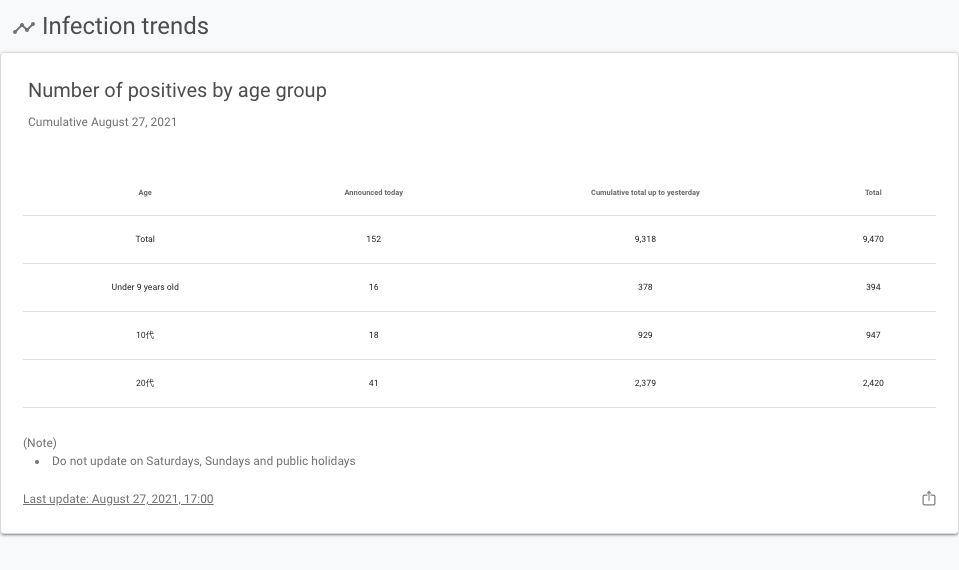 Infection trends
Number of positives by age group
Cumulative August 27, 2021
Age Announced today Cumulative total up to yesterday Total
Total 152 9,318 9,470
Under 9 years old 16 378 394
10代 18 929 947
20代 41 2,379 2,420
(Note)
Do not update on Saturdays, Sundays and public holidays
Last update: August 27, 2021, 17:00